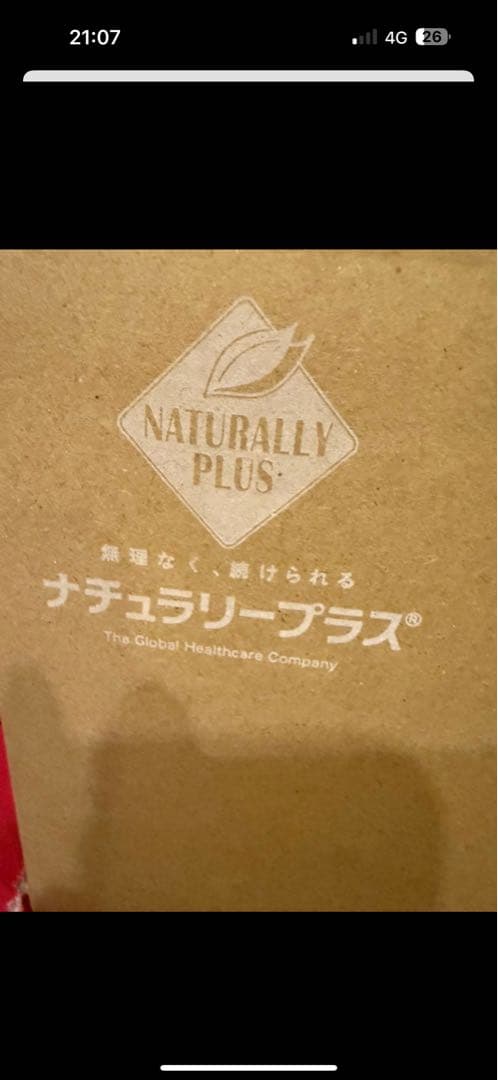 21:07
4G 26
NATURALLY
PLUS
無理なく、続けられる
ナチュラリープラス®
The Global Healthcare Company